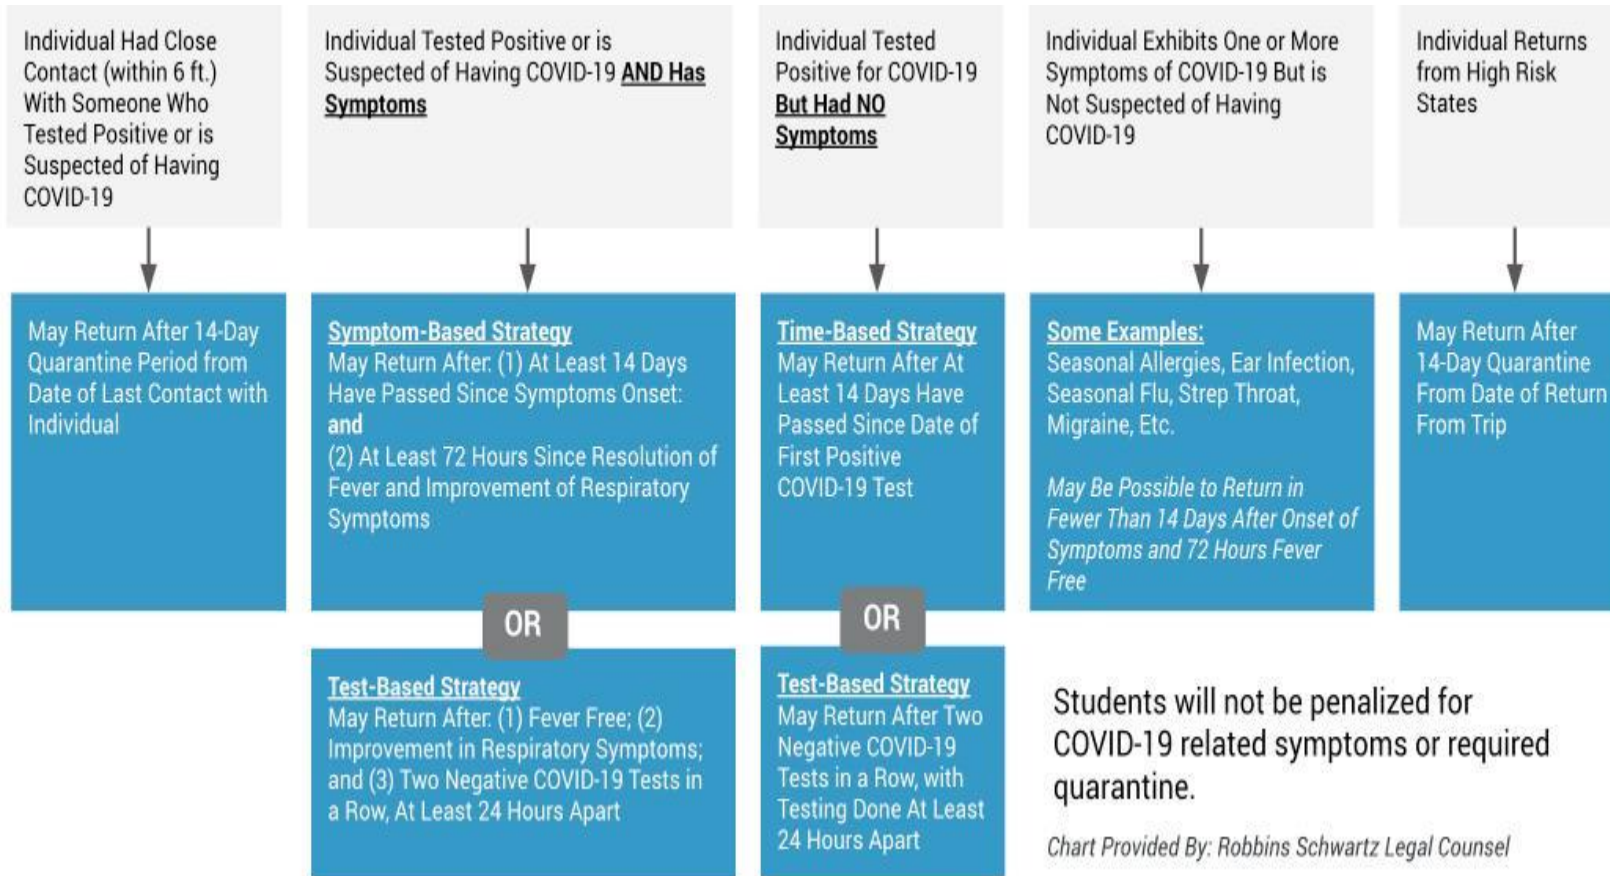 Individual Had Close
Contact (within 6 ft.)
With Someone Who
Tested Positive or is
Suspected of Having
COVID-19
May Return After 14-Day
Quarantine Period from
Date of Last Contact with
Individual
Individual Tested Positive or is
Suspected of Having COVID-19 AND Has
Symptoms
Symptom-Based Strategy
May Return After: (1) At Least 14 Days
Have Passed Since Symptoms Onset:
and
(2) At Least 72 Hours Since Resolution of
Fever and Improvement of Respiratory
Symptoms
OR
Test-Based Strategy
May Return After: (1) Fever Free; (2)
Improvement in Respiratory Symptoms;
and (3) Two Negative COVID-19 Tests in
a Row, At Least 24 Hours Apart
Individual Tested
Positive for COVID-19
But Had NO
Symptoms
Time-Based Strategy
May Return After At
Least 14 Days Have
Passed Since Date of
First Positive
COVID-19 Test
OR
Test-Based Strategy
May Return After Two
Negative COVID-19
Tests in a Row, with
Testing Done At Least
24 Hours Apart
Individual Exhibits One or More
Symptoms of COVID-19 But is
Not Suspected of Having
COVID-19
Some Examples:
Seasonal Allergies, Ear Infection,
Seasonal Flu, Strep Throat,
Migraine, Etc.
May Be Possible to Return in
Fewer Than 14 Days After Onset of
Symptoms and 72 Hours Fever
Free
Individual Returns
from High Risk
States
May Return After
14-Day Quarantine
From Date of Return
From Trip
Students will not be penalized for
COVID-19 related symptoms or required
quarantine.
Chart Provided By: Robbins Schwartz Legal Counsel